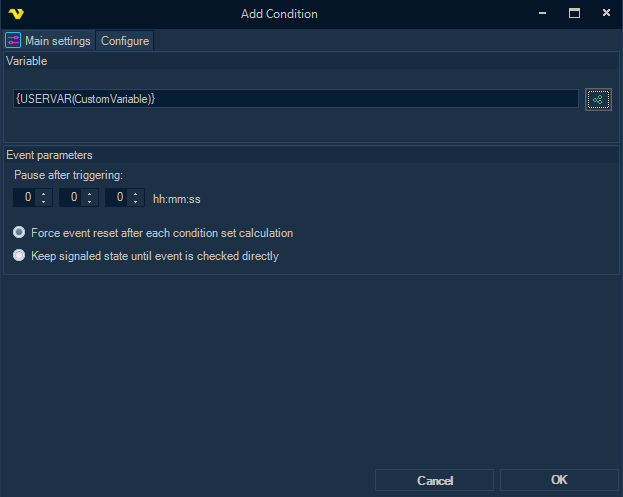 Add Condition
Main settings
Configure
Variable
{USERVAR(CustomVariable)}
Event parameters
Pause after triggering:
0 0 0 hh:mm:ss
Force event reset after each condition set calculation
Keep signaled state until event is checked directly
Cancel
OK